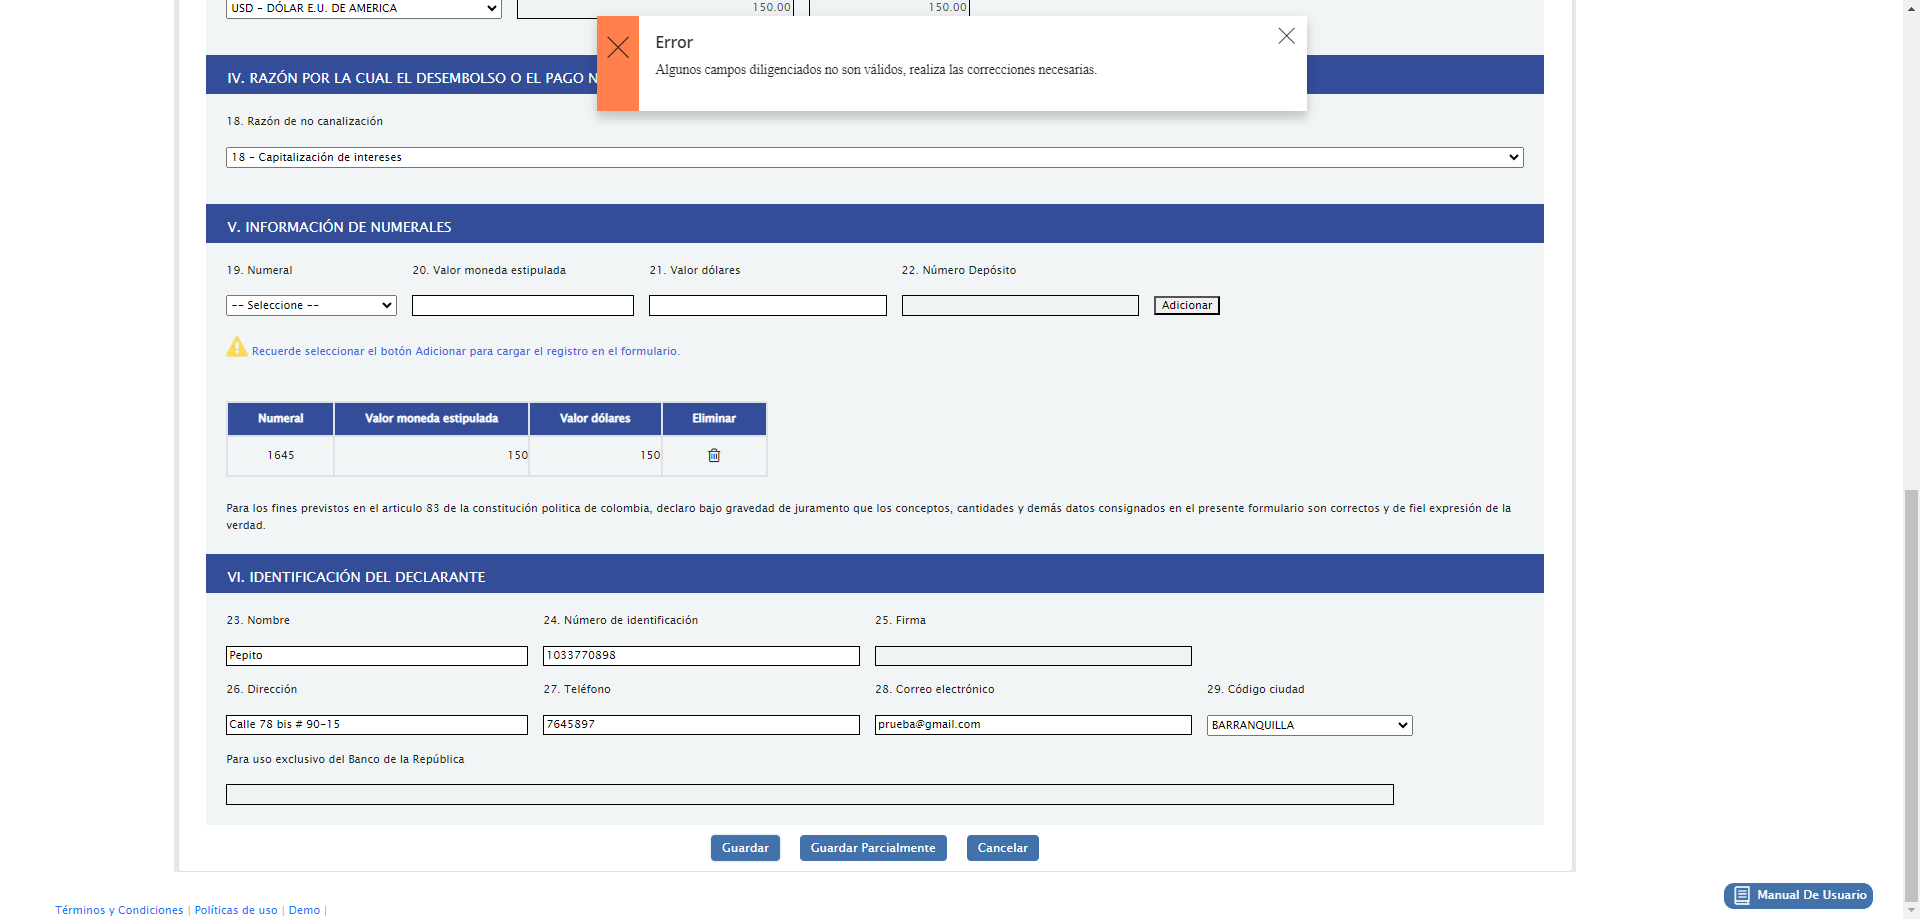 USD - DÓLAR E.U. DE AMERICA 150.00 150.00
Error
Algunos campos diligenciados no son válidos, realiza las correcciones necesarias.
IV. RAZÓN POR LA CUAL EL DESEMBOLSO O EL PAGO N
18. Razón de no canalización
18 - Capitalización de intereses
V. INFORMACIÓN DE NUMERALES
19. Numeral 20. Valor moneda estipulada 21. Valor dólares 22. Número Depósito
-- Seleccione -- Adicionar
Recuerde seleccionar el botón Adicionar para cargar el registro en el formulario.
Numeral Valor moneda estipulada Valor dólares Eliminar
1645 150 150
Para los fines previstos en el articulo 83 de la constitución politica de colombia, declaro bajo gravedad de juramento que los conceptos, cantidades y demás datos consignados en el presente formulario son correctos y de fiel expresión de la
verdad.
VI. IDENTIFICACIÓN DEL DECLARANTE
23. Nombre 24. Número de identificación 25. Firma
Pepito 1033770898
26. Dirección 27. Teléfono 28. Correo electrónico 29. Código ciudad
Calle 78 bis # 90-15 7645897 prueba@gmail.com BARRANQUILLA
Para uso exclusivo del Banco de la República
Guardar Guardar Parcialmente Cancelar
Manual De Usuario
Términos y Condiciones | Políticas de uso | Demo |